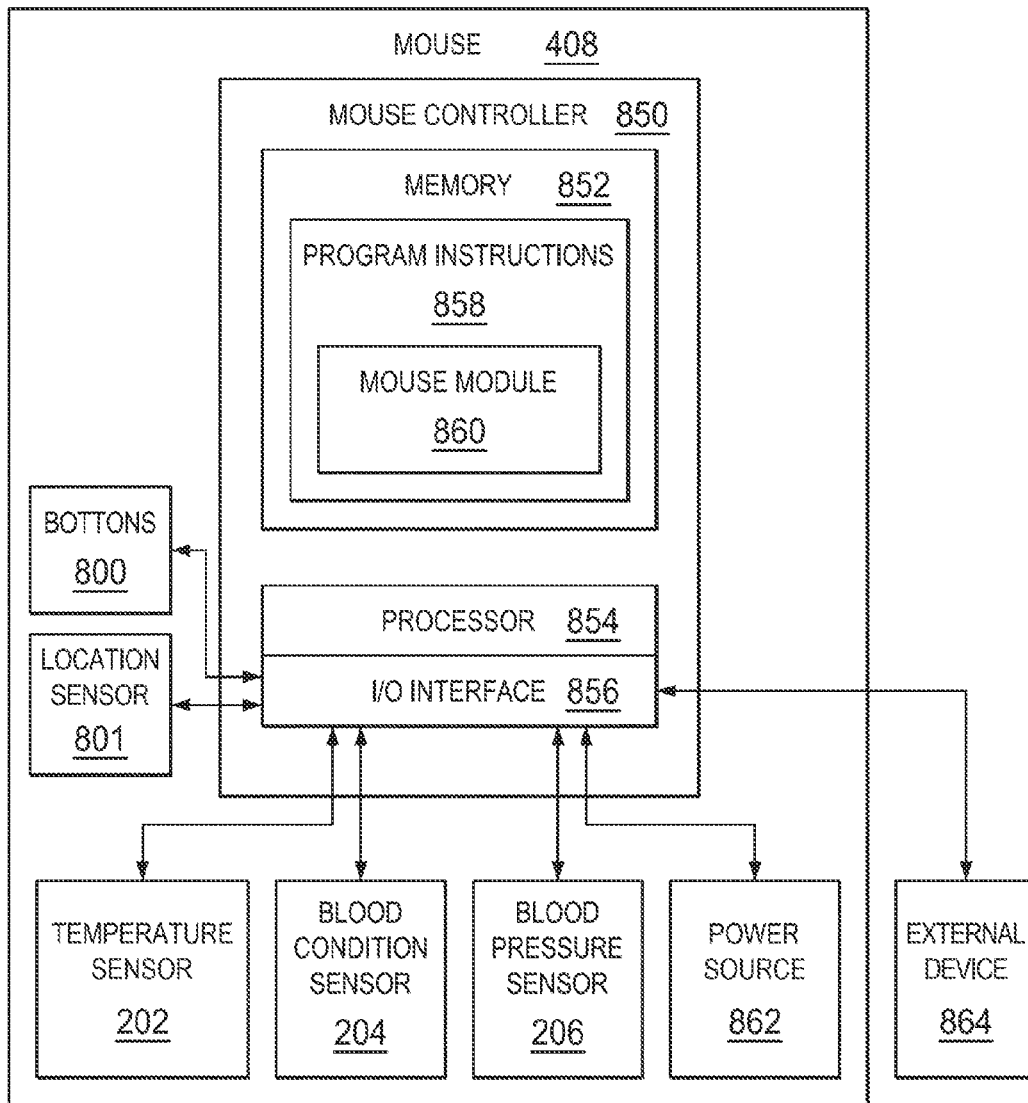 MOUSE 408
MOUSE CONTROLLER 850
MEMORY 852
PROGRAM INSTRUCTIONS
858
MOUSE MODULE
860
BOTTONS
800
LOCATION
SENSOR
801
PROCESSOR 854
I/O INTERFACE 856
TEMPERATURE
SENSOR
202
BLOOD
CONDITION
SENSOR
204
BLOOD
PRESSURE
SENSOR
206
POWER
SOURCE
862
EXTERNAL
DEVICE
864